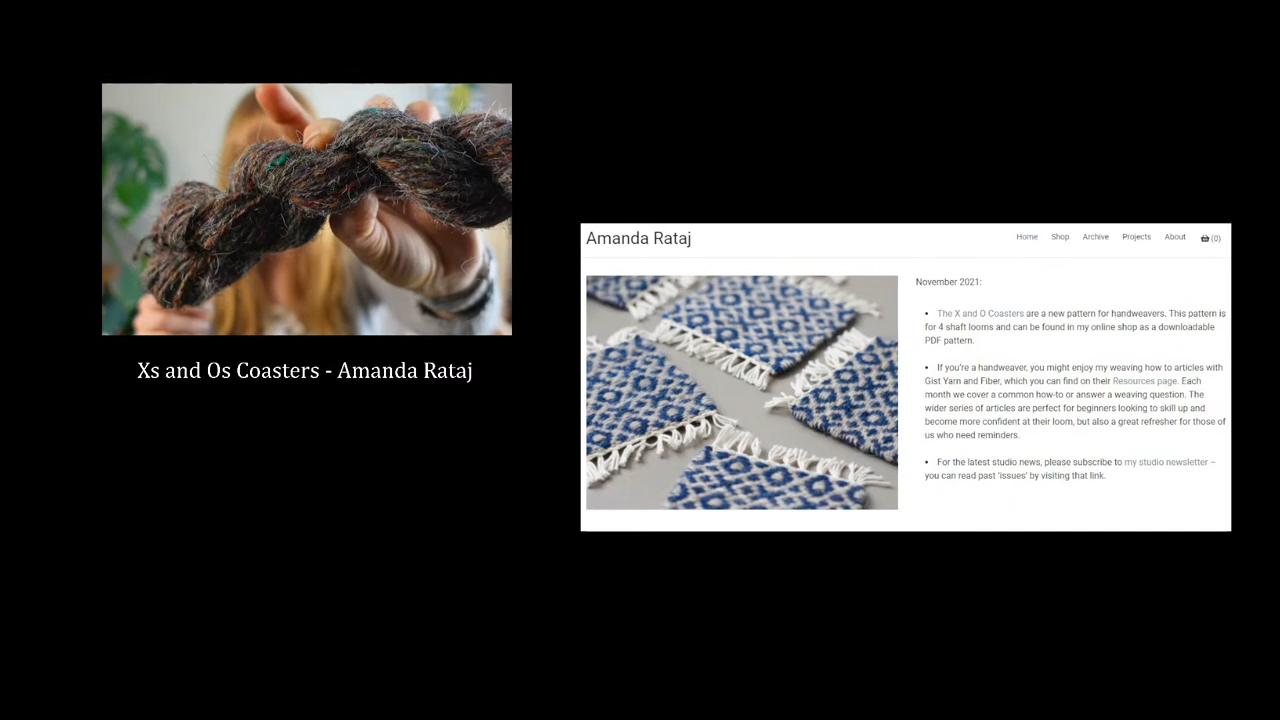 Xs and Os Coasters - Amanda Rataj
Amanda Rataj
Home Shop Archive Projects About (0)
November 2021:
• The X and O Coasters are a new pattern for handweavers. This pattern is
for 4 shaft looms and can be found in my online shop as a downloadable
PDF pattern.
• If you're a handweaver, you might enjoy my weaving how to articles with
Gist Yarn and Fiber, which you can find on their Resources page. Each
month we cover a common how-to or answer a weaving question. The
wider series of articles are perfect for beginners looking to skill up and
become more confident at their loom, but also a great refresher for those of
us who need reminders.
• For the latest studio news, please subscribe to my studio newsletter –
you can read past 'issues' by visiting that link.